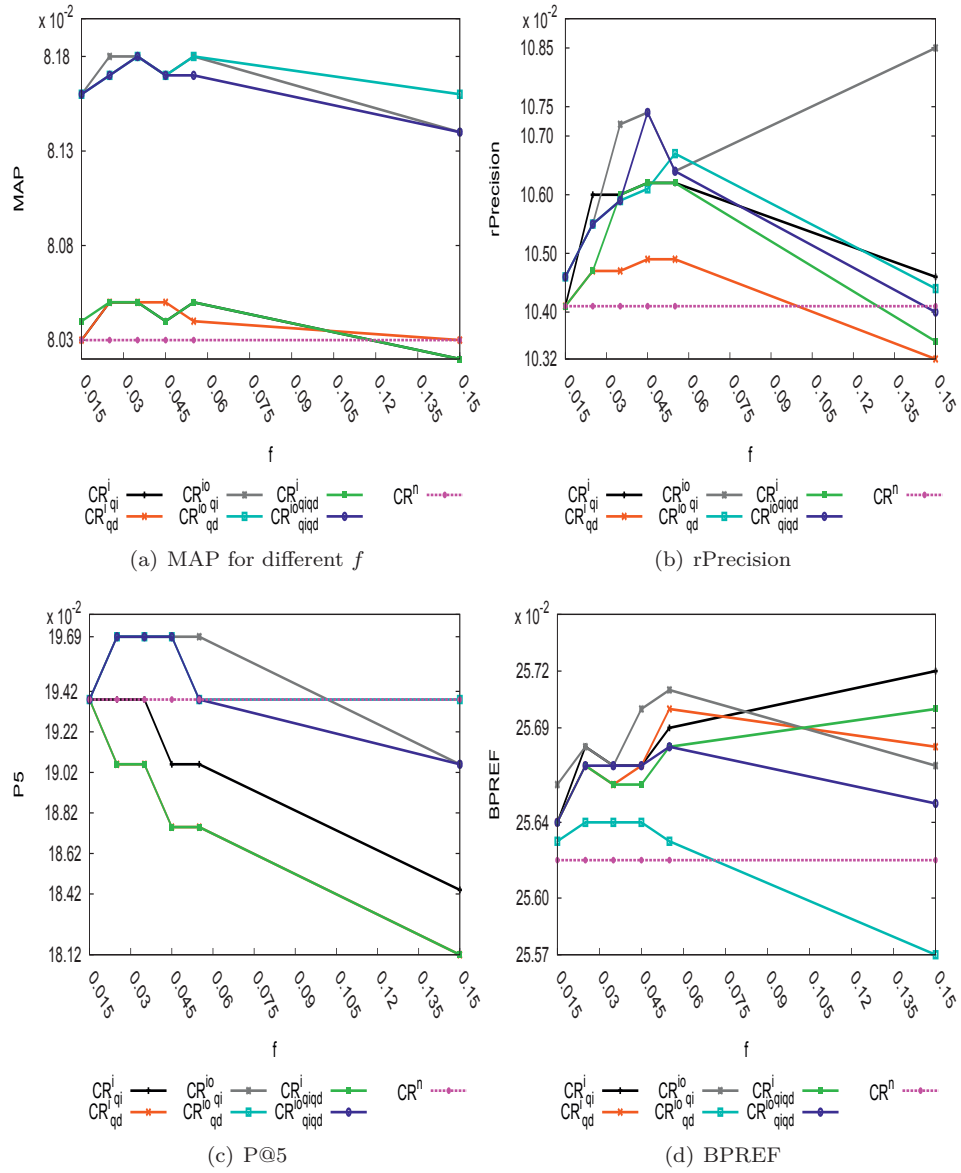 x 10⁻²
8.18
8.13
8.08
8.03
MAP
0.015
0.03
0.045
0.06
0.075
0.09
0.105
0.12
0.135
0.15
f
CR^i_qi
CR^io_qi
CR^i_qiqd
CR^n
CR^i_qd
CR^io_qd
CR^io_qiqd
(a) MAP for different f
x 10⁻²
10.85
10.75
10.70
10.60
10.50
10.40
10.32
rPrecision
0.015
0.03
0.045
0.06
0.075
0.09
0.105
0.12
0.135
0.15
f
CR^i_qi
CR^io_qi
CR^i_qiqd
CR^n
CR^i_qd
CR^io_qd
CR^io_qiqd
(b) rPrecision
x 10⁻²
19.69
19.42
19.22
19.02
18.82
18.62
18.42
18.12
P5
0.015
0.03
0.045
0.06
0.075
0.09
0.105
0.12
0.135
0.15
f
CR^i_qi
CR^io_qi
CR^i_qiqd
CR^n
CR^i_qd
CR^io_qd
CR^io_qiqd
(c) P@5
x 10⁻²
25.72
25.69
25.64
25.60
25.57
BPREF
0.015
0.03
0.045
0.06
0.075
0.09
0.105
0.12
0.135
0.15
f
CR^i_qi
CR^io_qi
CR^i_qiqd
CR^n
CR^i_qd
CR^io_qd
CR^io_qiqd
(d) BPREF